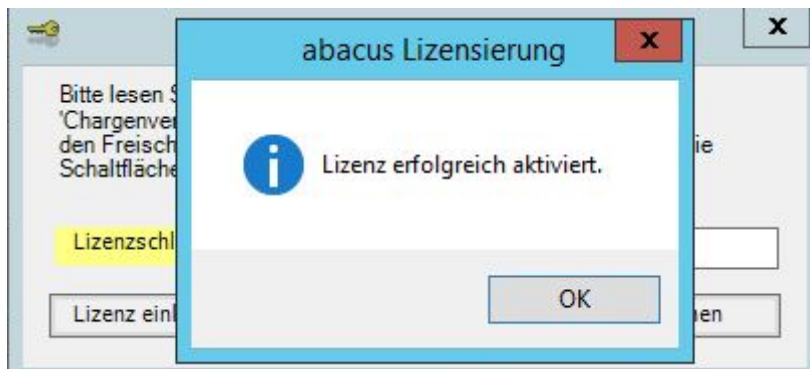 abacus Lizensierung
x
x
Bitte lesen
'Chargenver
den Freisch
ie
Schaltfläche
Lizenz erfolgreich aktiviert.
Lizenzschl
Lizenz einl
OK
nen